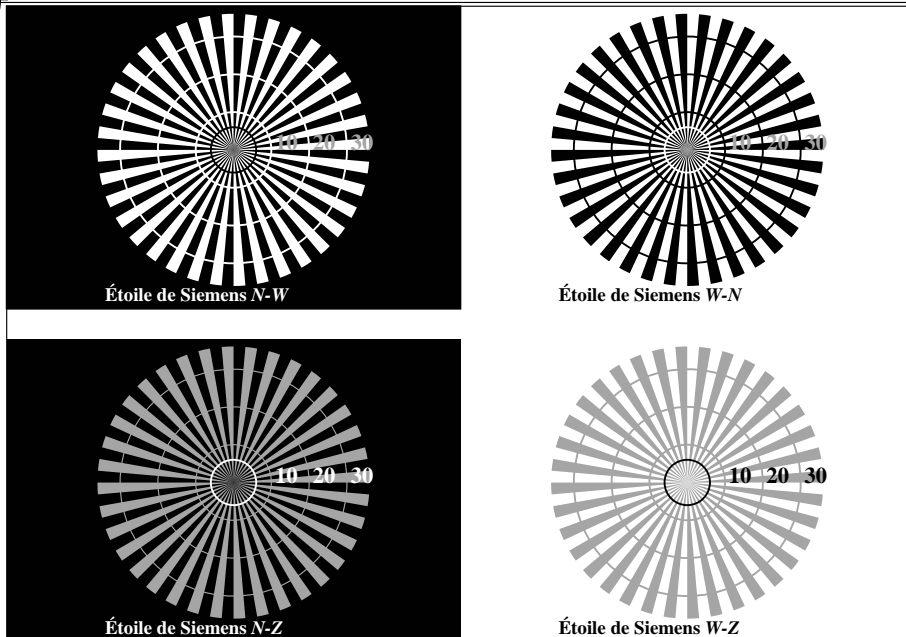 10 20 30
10 20 30
Étoile de Siemens N-W
Étoile de Siemens W-N
10 20 30
10 20 30
Étoile de Siemens N-Z
Étoile de Siemens W-Z